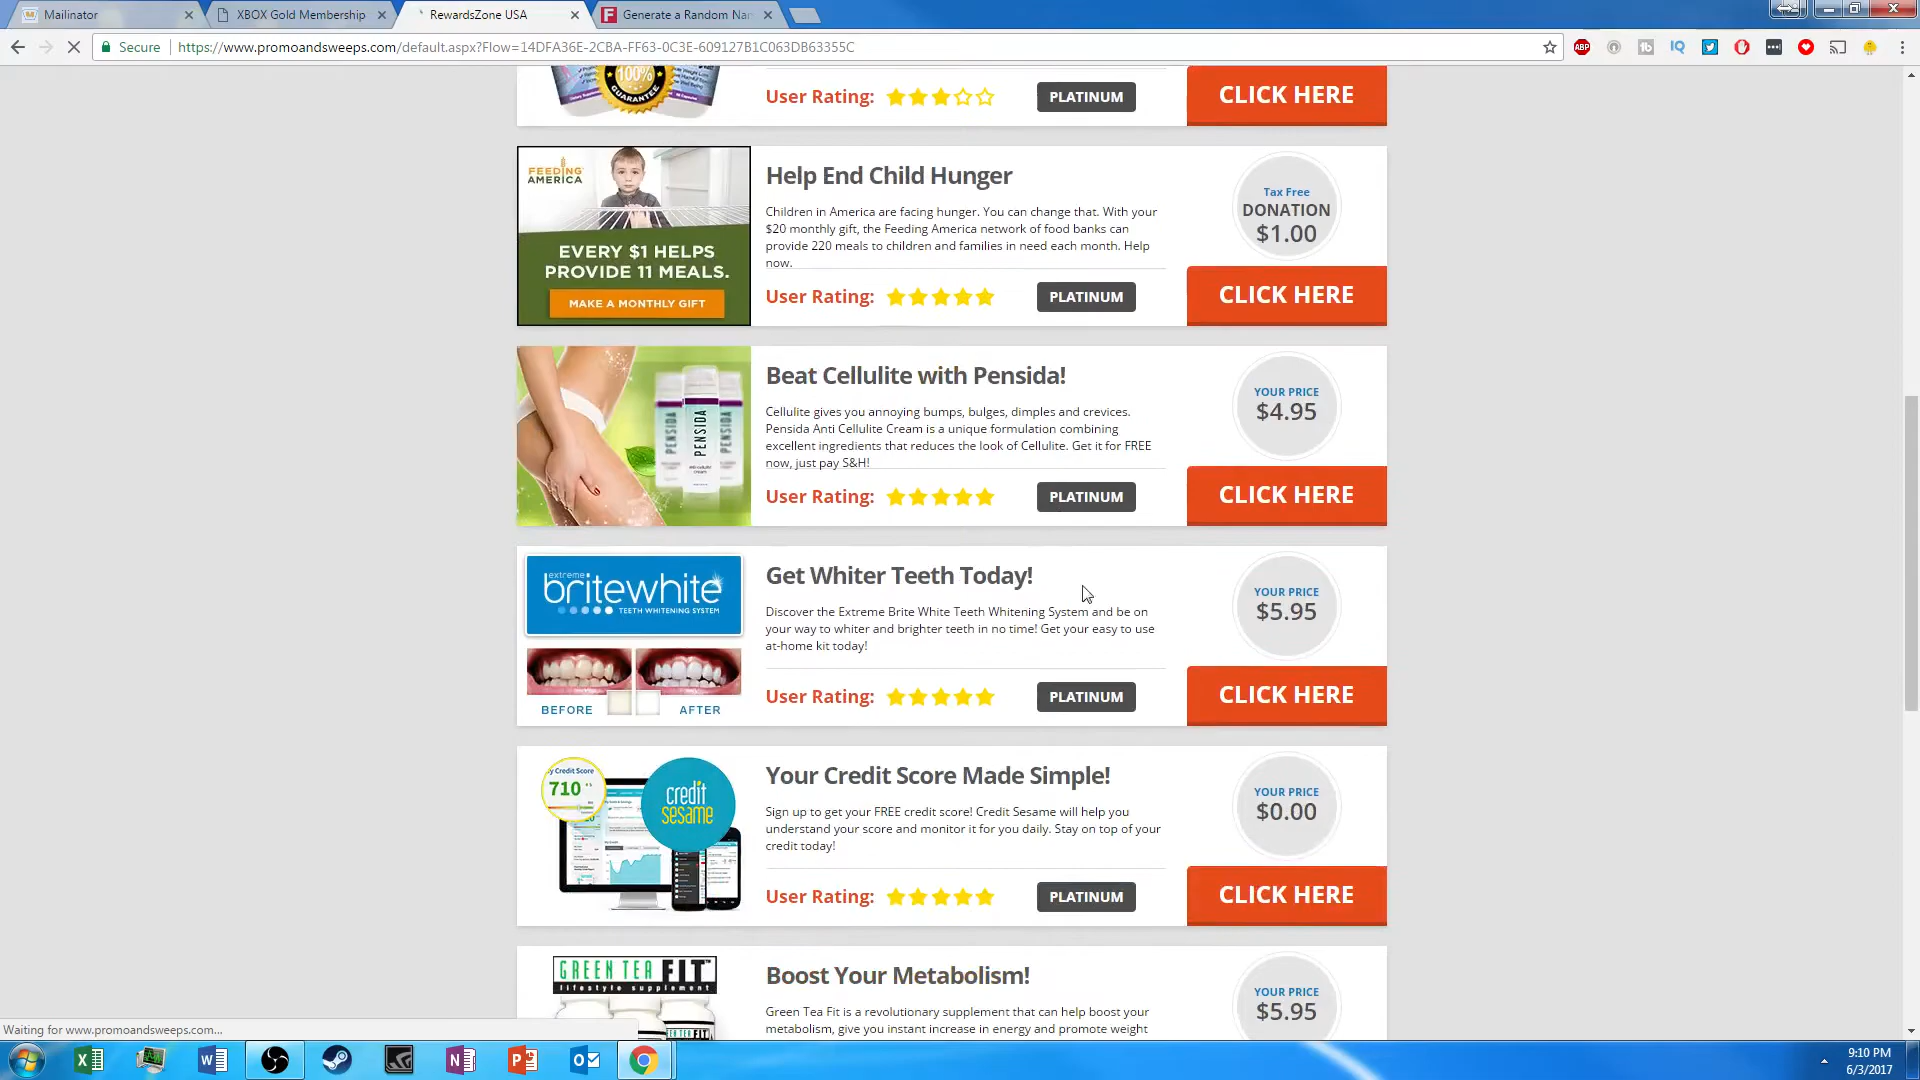 Mailinator
XBOX Gold Membership
RewardsZone USA
Generate a Random Nam
Secure
https://www.promoandsweeps.com/default.aspx?Flow=14DFA36E-2CBA-FF63-0C3E-609127B1C063DB63355C
ABP
IQ
100%
GUARANTEE
User Rating:
PLATINUM
CLICK HERE
FEEDING
AMERICA
EVERY $1 HELPS
PROVIDE 11 MEALS.
MAKE A MONTHLY GIFT
Help End Child Hunger
Children in America are facing hunger. You can change that. With your
$20 monthly gift, the Feeding America network of food banks can
provide 220 meals to children and families in need each month. Help
now.
User Rating:
PLATINUM
Tax Free
DONATION
$1.00
CLICK HERE
PENSIDA
Beat Cellulite with Pensida!
Cellulite gives you annoying bumps, bulges, dimples and crevices.
Pensida Anti Cellulite Cream is a unique formulation combining
excellent ingredients that reduces the look of Cellulite. Get it for FREE
now, just pay S&H!
User Rating:
PLATINUM
YOUR PRICE
$4.95
CLICK HERE
extreme
britewhite
TEETH WHITENING SYSTEM
BEFORE
AFTER
Get Whiter Teeth Today!
Discover the Extreme Brite White Teeth Whitening System and be on
your way to whiter and brighter teeth in no time! Get your easy to use
at-home kit today!
User Rating:
PLATINUM
YOUR PRICE
$5.95
CLICK HERE
y Credit Score
710
credit
sesame
Your Credit Score Made Simple!
Sign up to get your FREE credit score! Credit Sesame will help you
understand your score and monitor it for you daily. Stay on top of your
credit today!
User Rating:
PLATINUM
YOUR PRICE
$0.00
CLICK HERE
GREEN TEA FIT™
lifestyle supplement
Boost Your Metabolism!
Green Tea Fit is a revolutionary supplement that can help boost your
metabolism, give you instant increase in energy and promote weight
YOUR PRICE
$5.95
Waiting for www.promoandsweeps.com...
9:10 PM
6/3/2017